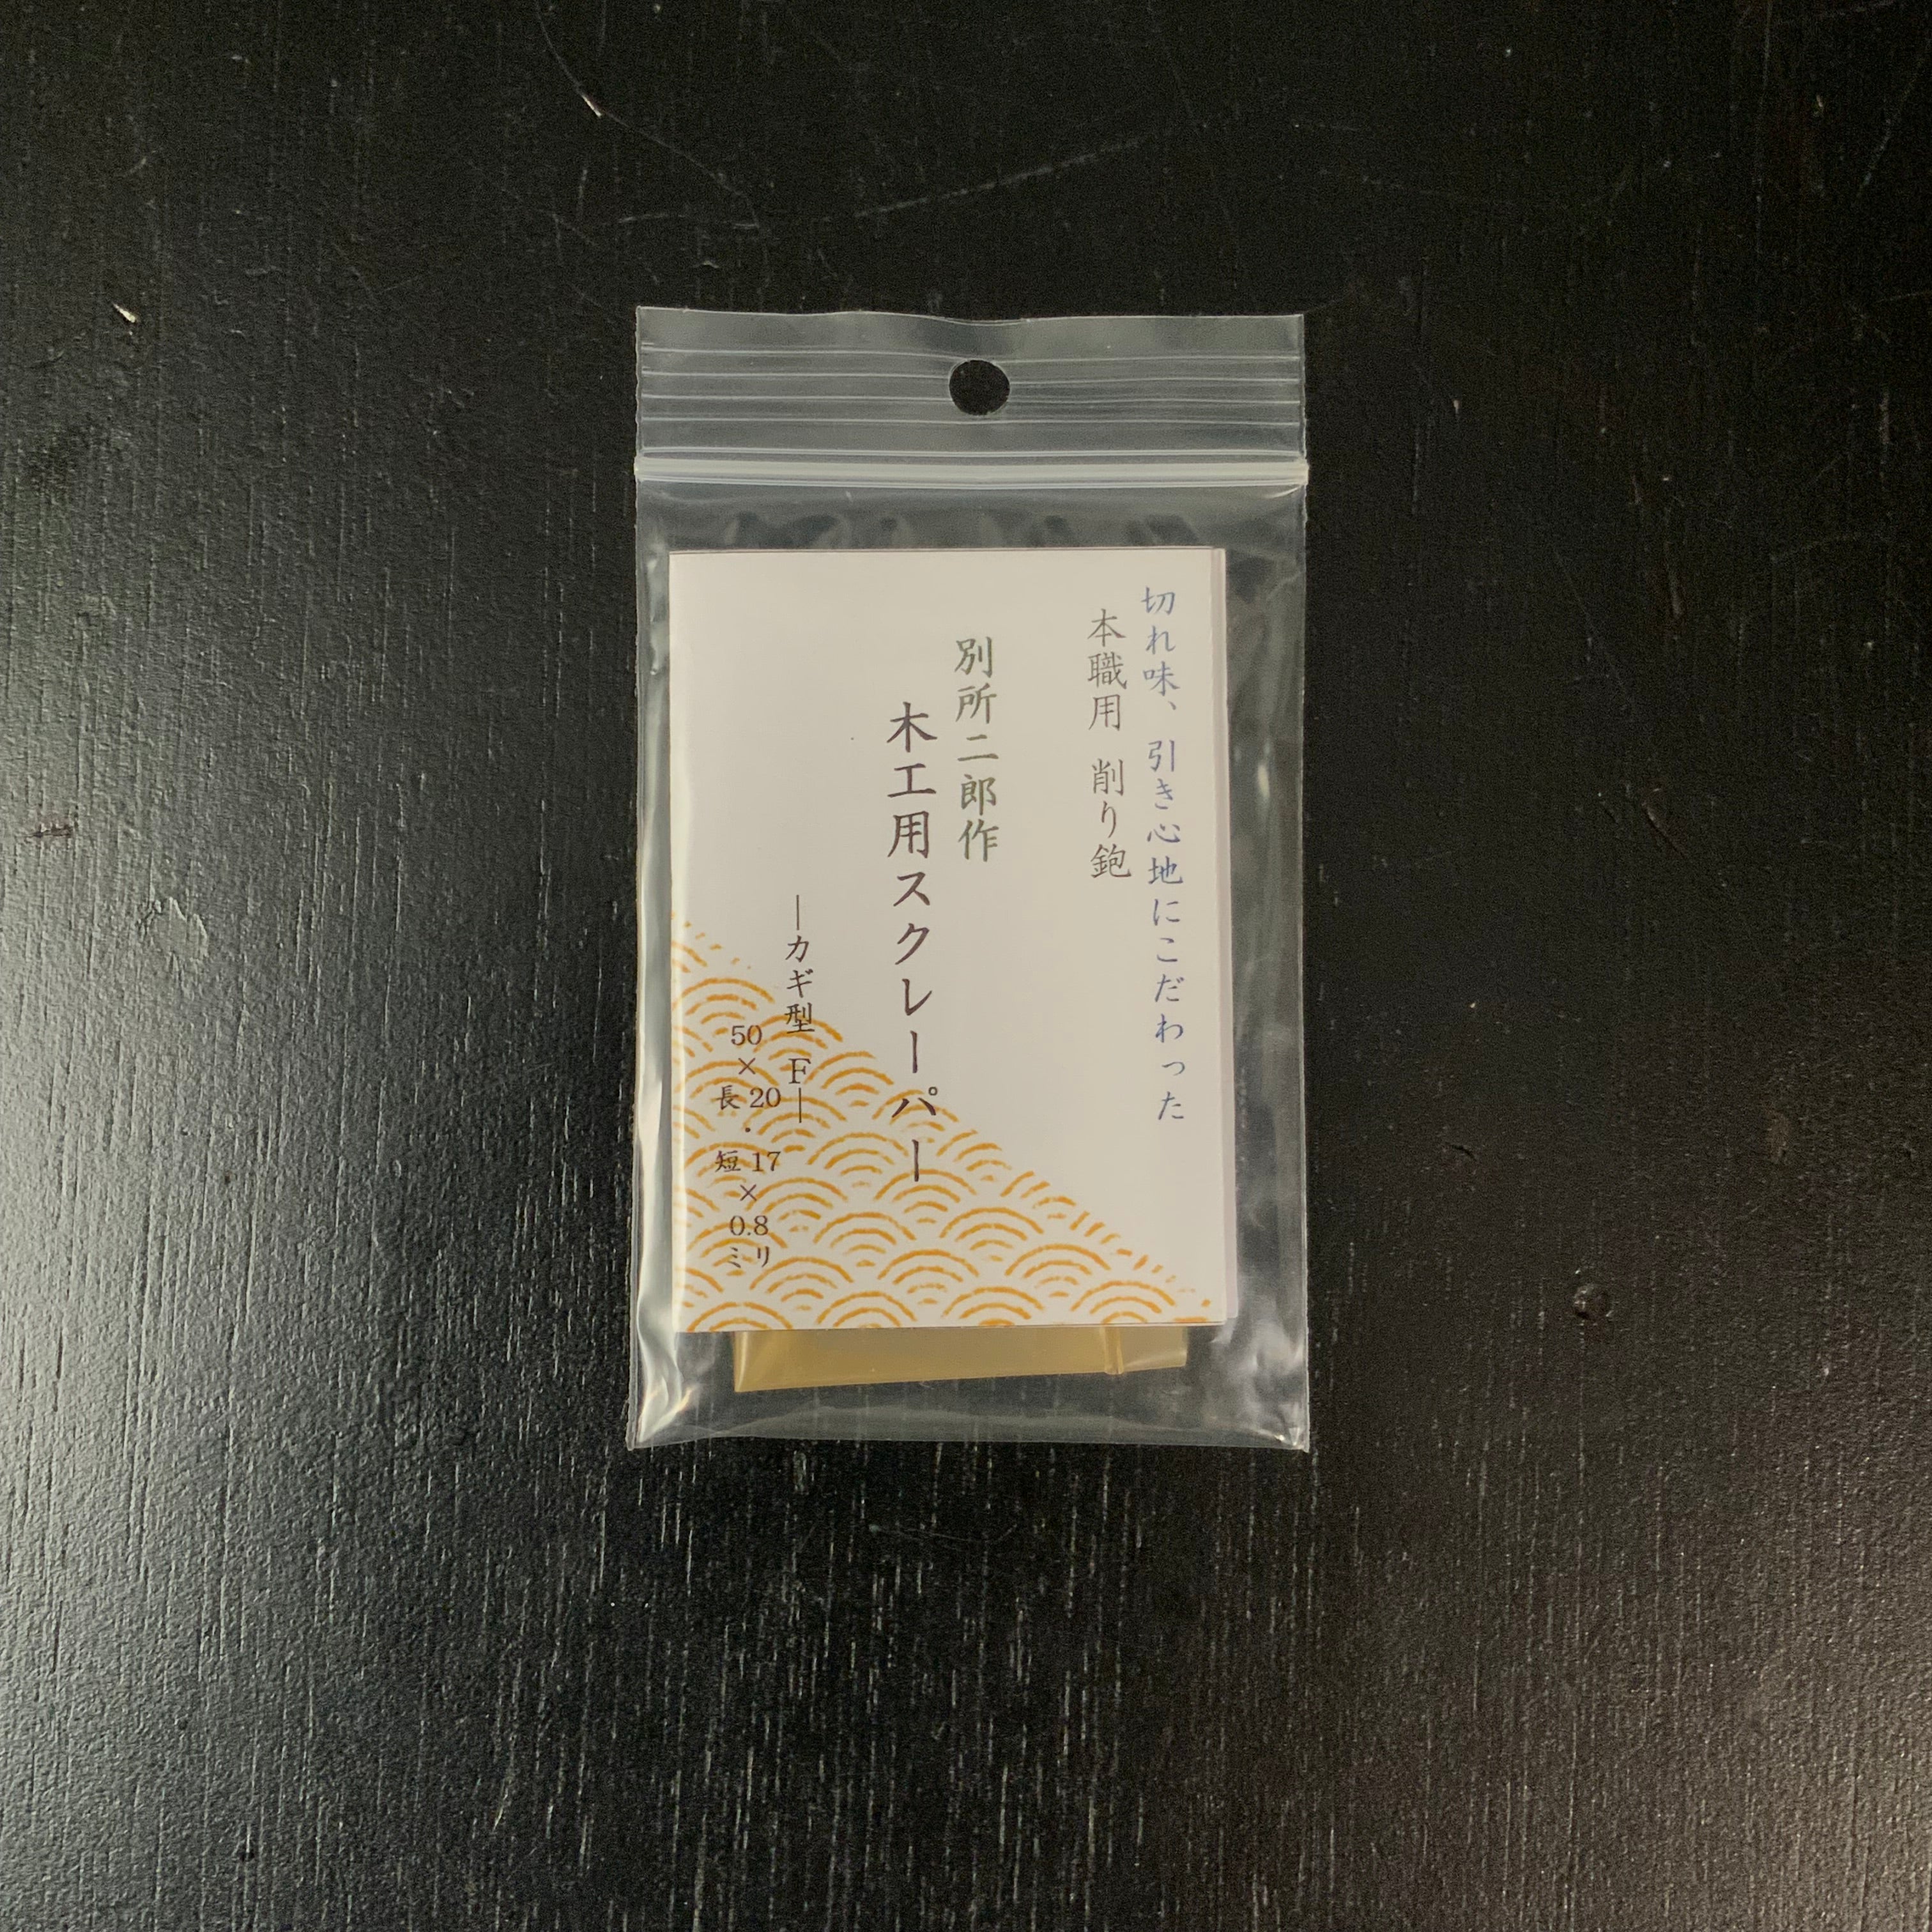 切れ味、引き心地にこだわった
本職用 削り鉋
別所二郎作
木工用スクレーパー
―カギ型 F―
50×長20・短17×0.8ミリ